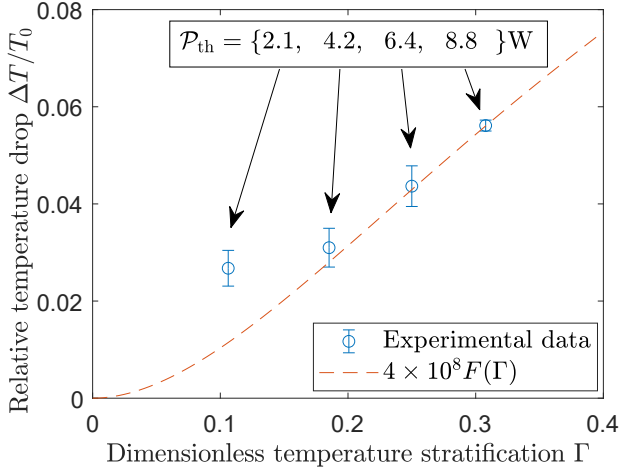 0.08
0.06
0.04
0.02
0
0
0.1
0.2
0.3
0.4
Relative temperature drop ΔT/T₀
Dimensionless temperature stratification Γ
𝒫ₜₕ = {2.1, 4.2, 6.4, 8.8 }W
Experimental data
4 × 10⁸F(Γ)